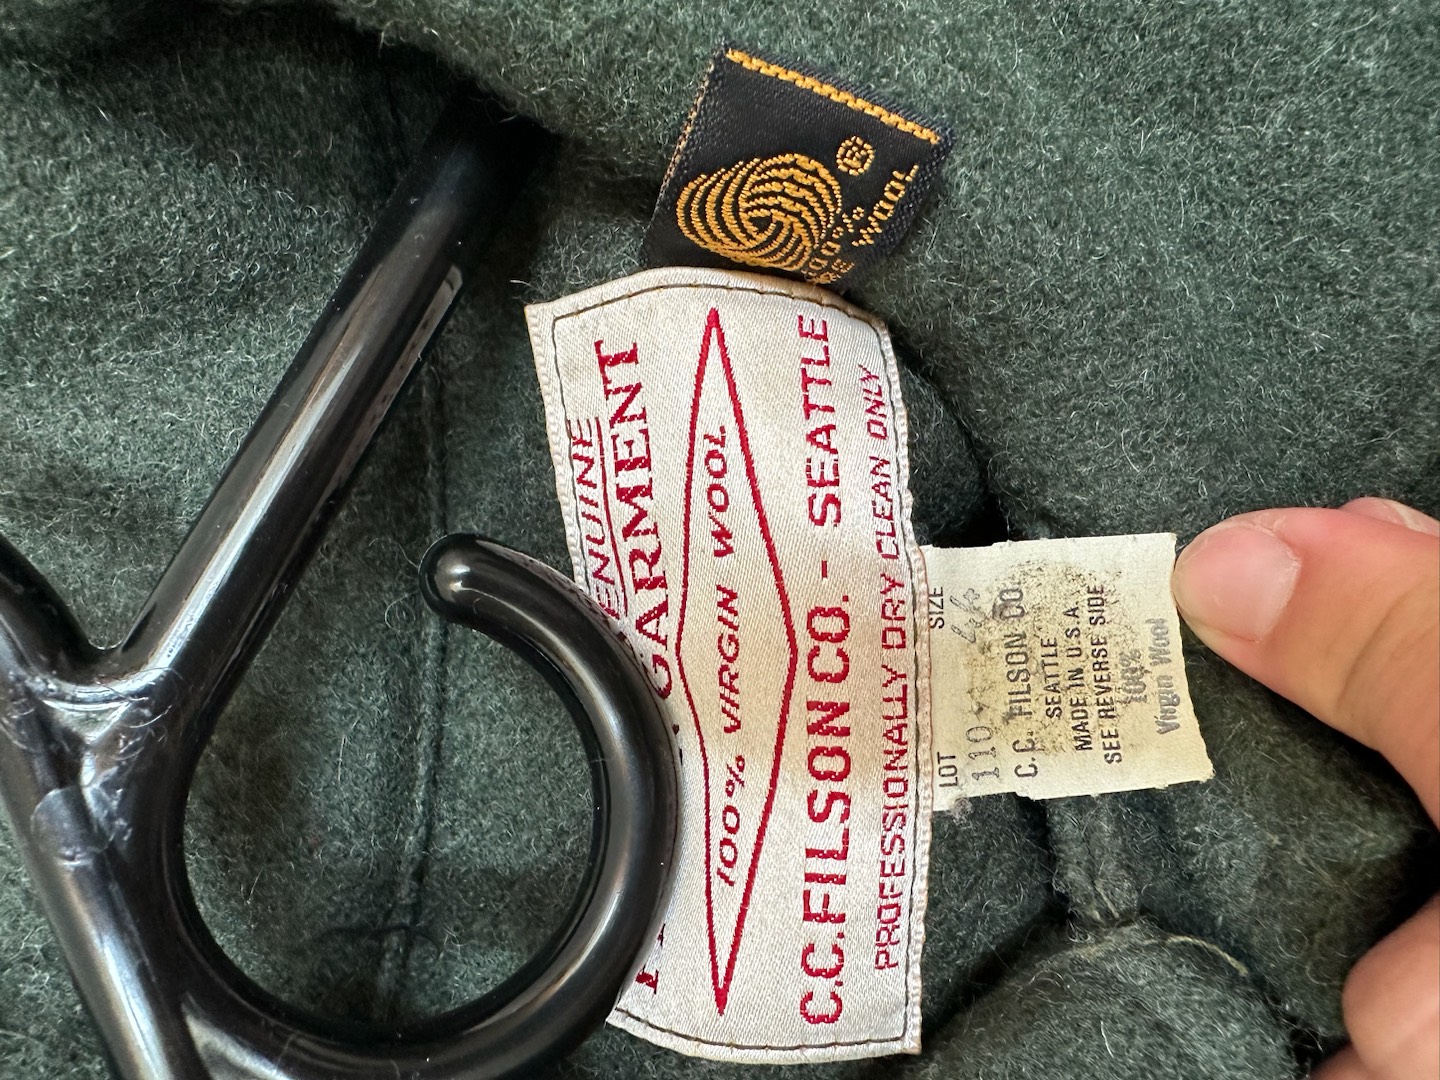 100%
WOOL
GENUINE
GARMENT
100% VIRGIN WOOL
C.C. FILSON CO. - SEATTLE
PROFESSIONALLY DRY CLEAN ONLY
LOT SIZE
110
C.C. FILSON CO.
SEATTLE
MADE IN U.S.A.
SEE REVERSE SIDE
100%
Virgin Wool